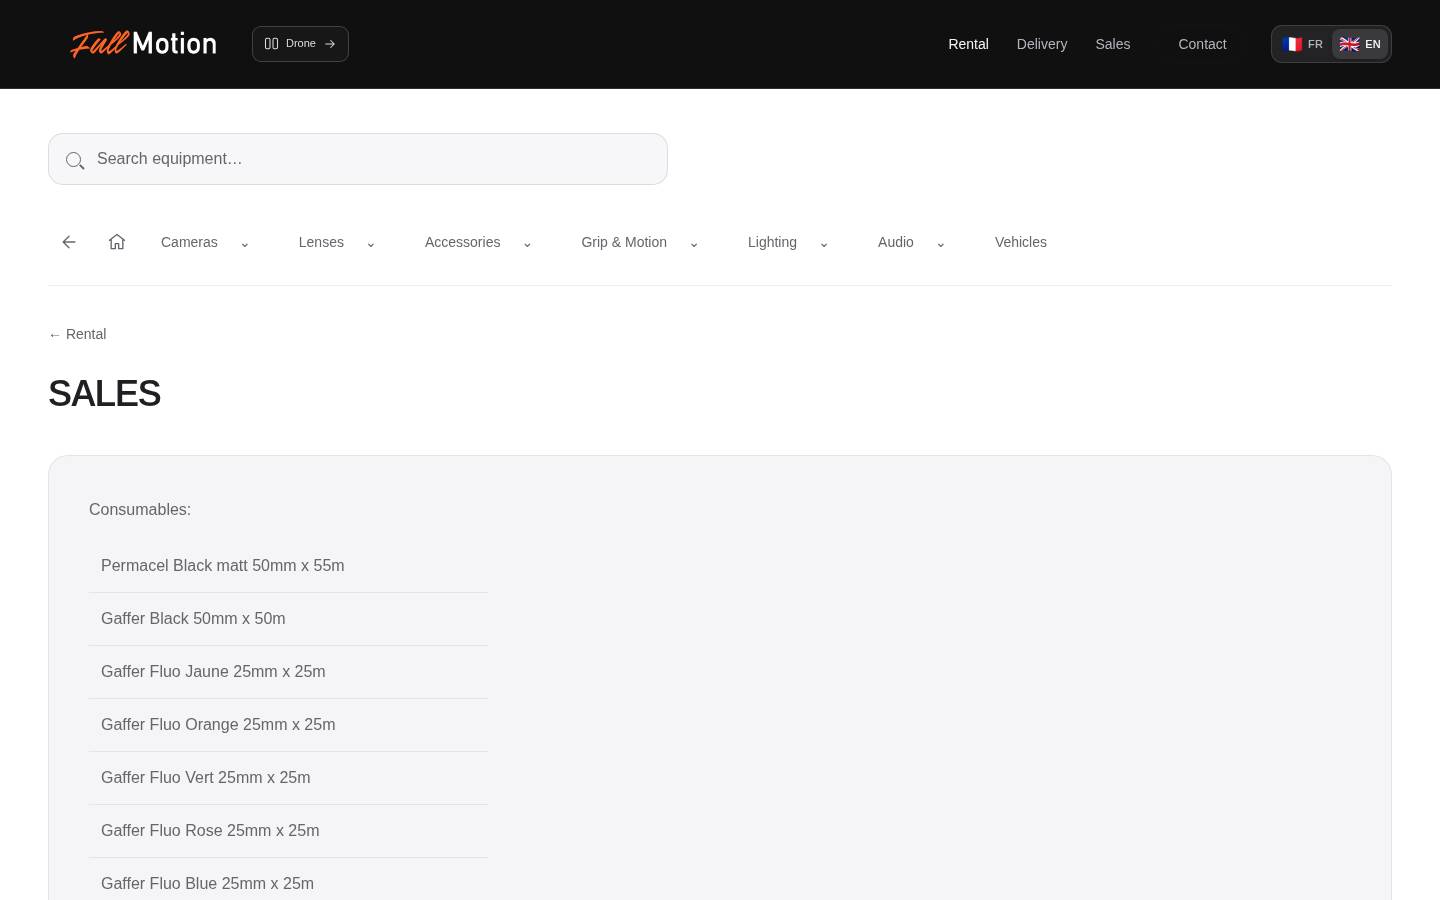 Full Motion
Drone →
Rental
Delivery
Sales
Contact
FR
EN
Search equipment…
Cameras
Lenses
Accessories
Grip & Motion
Lighting
Audio
Vehicles
← Rental
SALES
Consumables:
Permacel Black matt 50mm x 55m
Gaffer Black 50mm x 50m
Gaffer Fluo Jaune 25mm x 25m
Gaffer Fluo Orange 25mm x 25m
Gaffer Fluo Vert 25mm x 25m
Gaffer Fluo Rose 25mm x 25m
Gaffer Fluo Blue 25mm x 25m